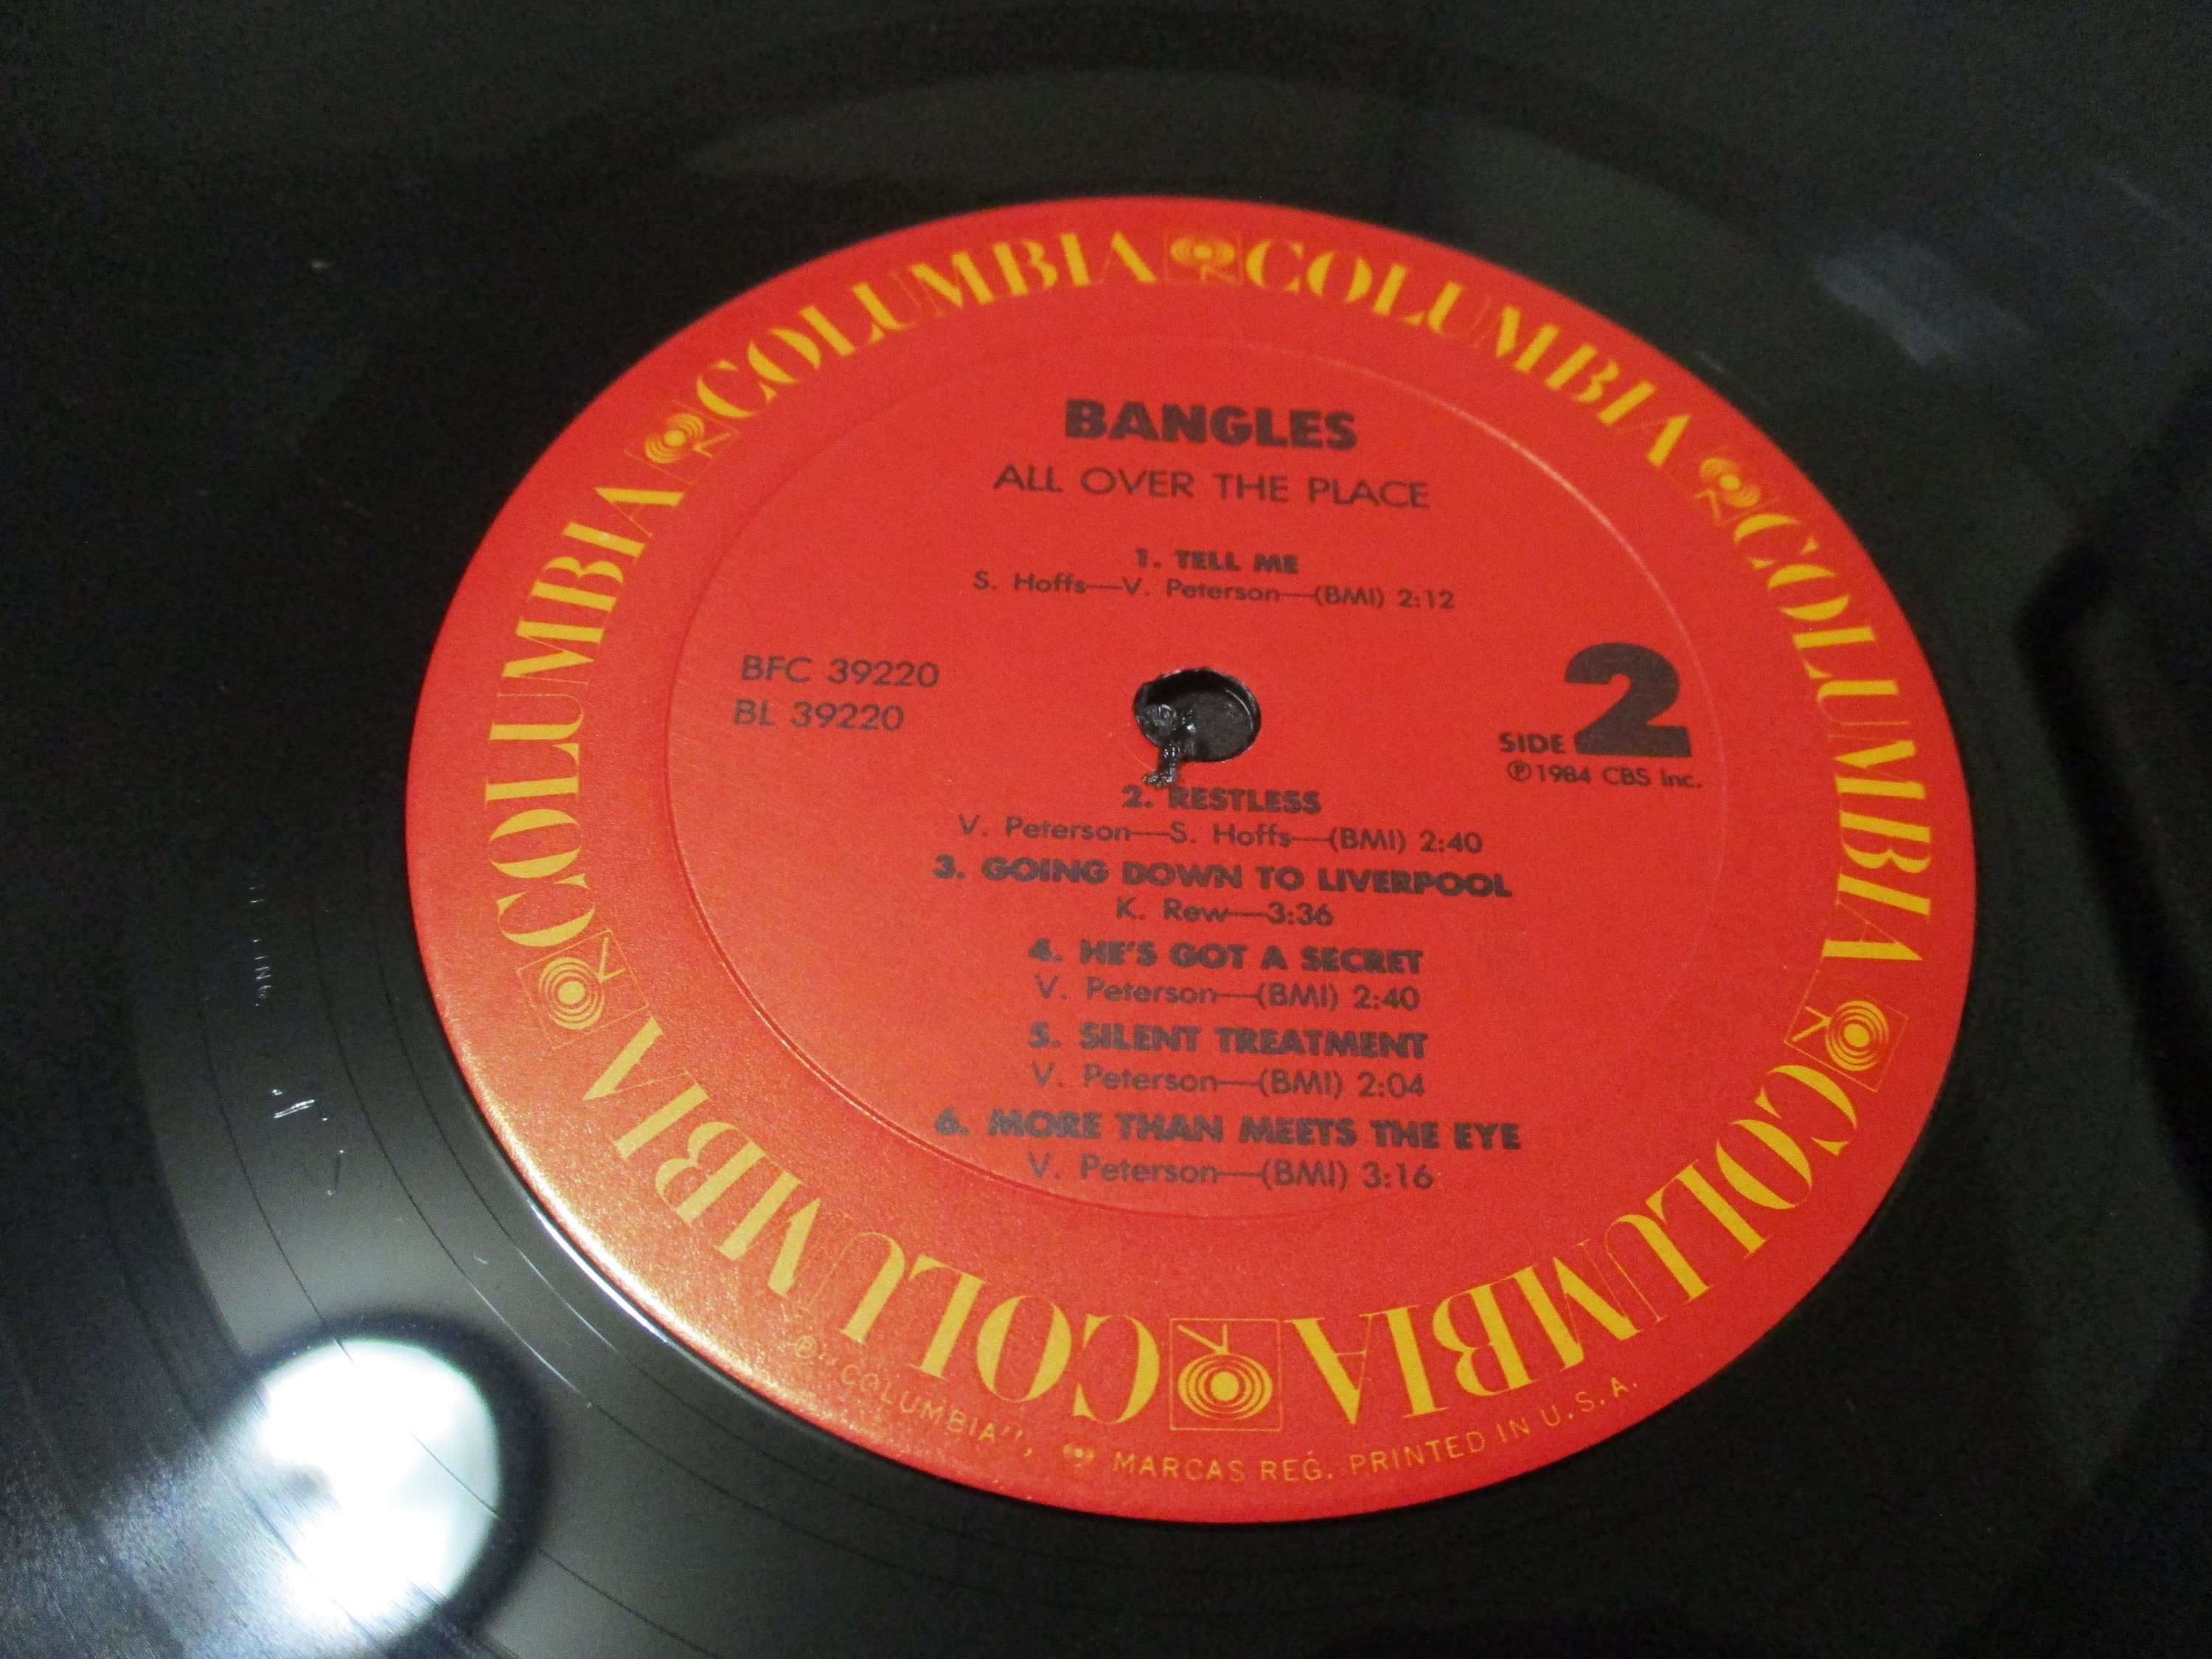 COLUMBIA COLUMBIA COLUMBIA COLUMBIA COLUMBIA COLUMBIA
BANGLES
ALL OVER THE PLACE
1. TELL ME
S. Hoffs—V. Peterson—(BMI) 2:12
BFC 39220
BL 39220
SIDE 2
Ⓟ1984 CBS Inc.
2. RESTLESS
V. Peterson—S. Hoffs—(BMI) 2:40
3. GOING DOWN TO LIVERPOOL
K. Rew—3:36
4. HE'S GOT A SECRET
V. Peterson—(BMI) 2:40
5. SILENT TREATMENT
V. Peterson—(BMI) 2:04
6. MORE THAN MEETS THE EYE
V. Peterson—(BMI) 3:16
Ⓟ "COLUMBIA", MARCAS REG. PRINTED IN U.S.A.